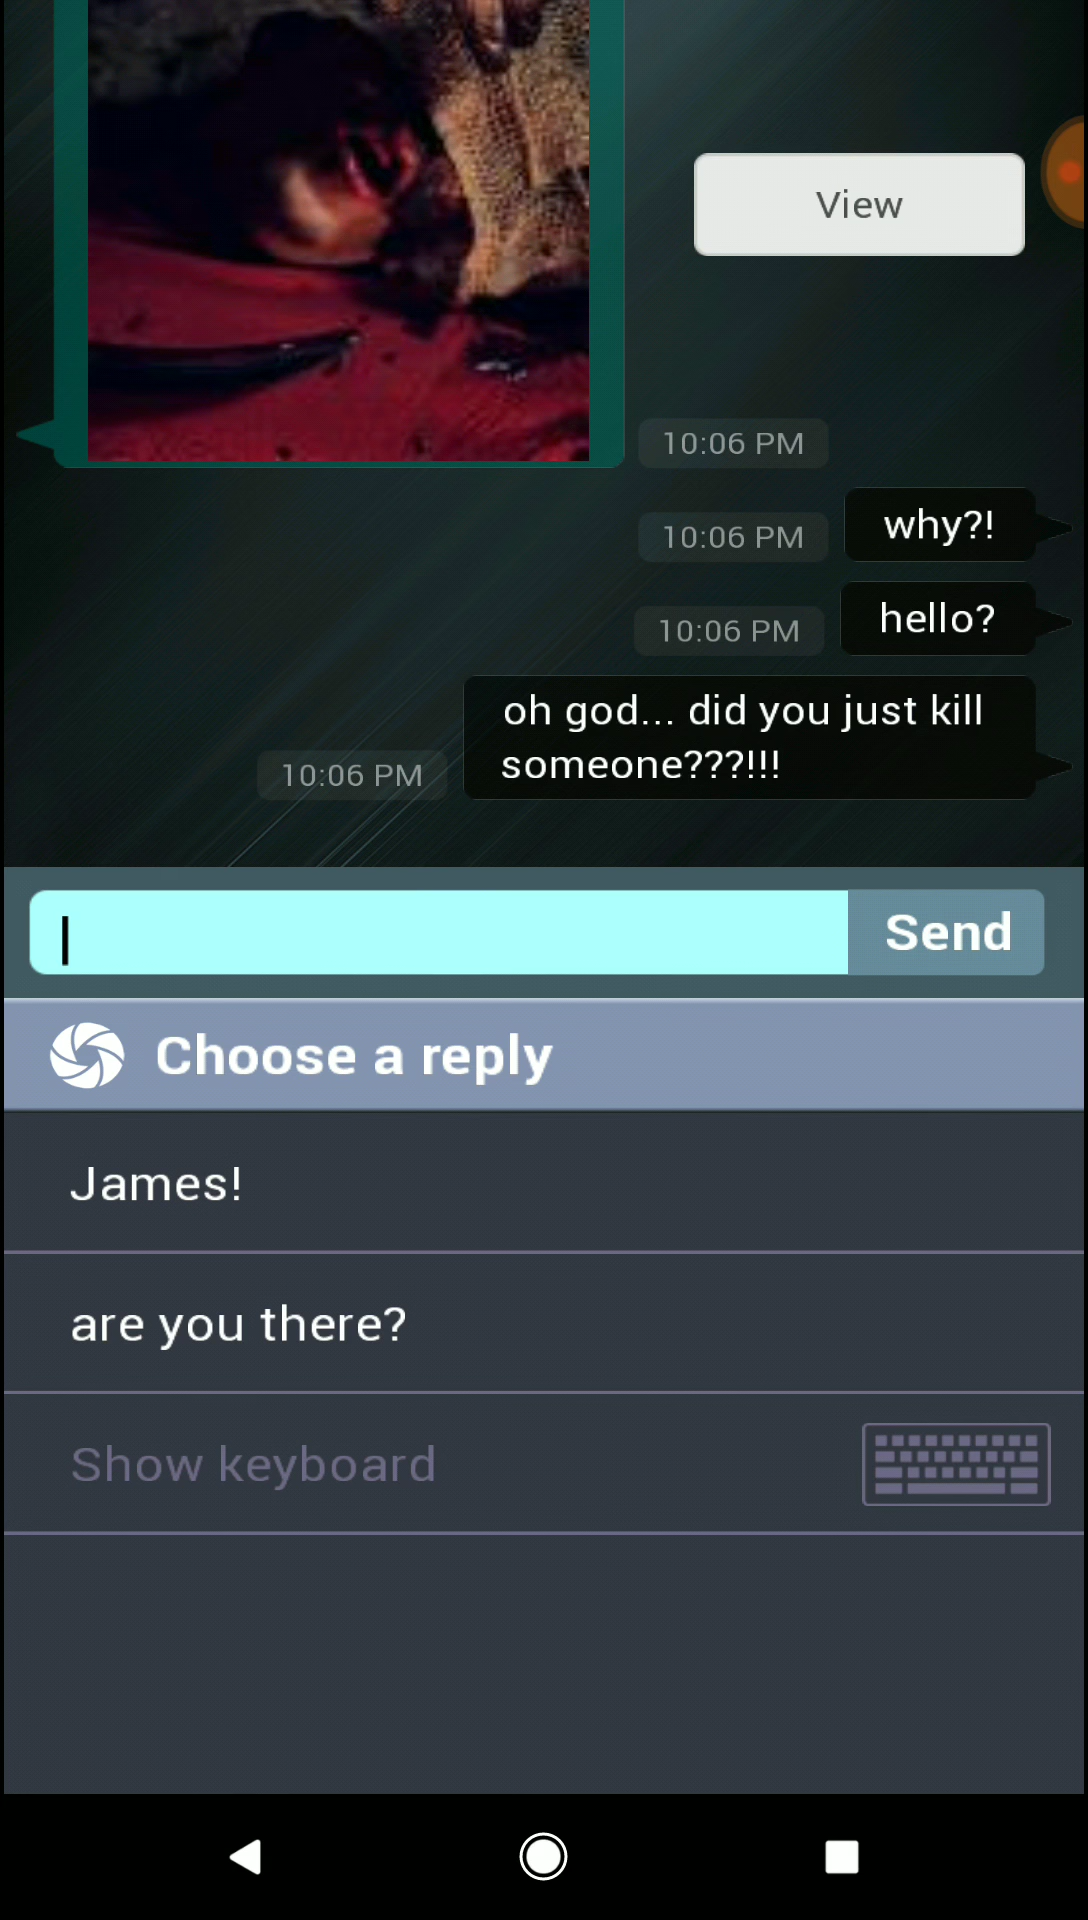 View
10:06 PM
10:06 PM
why?!
10:06 PM
hello?
oh god... did you just kill
someone???!!!
10:06 PM
Send
Choose a reply
James!
are you there?
Show keyboard